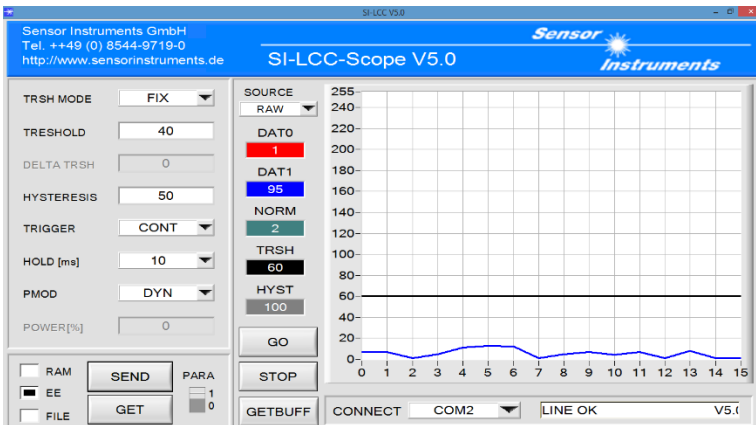 SI-LCC V5.0
Sensor Instruments GmbH
Tel. ++49 (0) 8544-9719-0
http://www.sensorinstruments.de
SI-LCC-Scope V5.0
Sensor
Instruments
TRSH MODE FIX
TRESHOLD 40
DELTA TRSH 0
HYSTERESIS 50
TRIGGER CONT
HOLD [ms] 10
PMOD DYN
POWER[%] 0
RAM
EE
FILE
SEND
GET
PARA
1
0
SOURCE
RAW
DAT0
1
DAT1
95
NORM
2
TRSH
60
HYST
100
GO
STOP
GETBUFF
255
240
220
200
180
160
140
120
100
80
60
40
20
0
0 1 2 3 4 5 6 7 8 9 10 11 12 13 14 15
CONNECT COM2 LINE OK V5.(